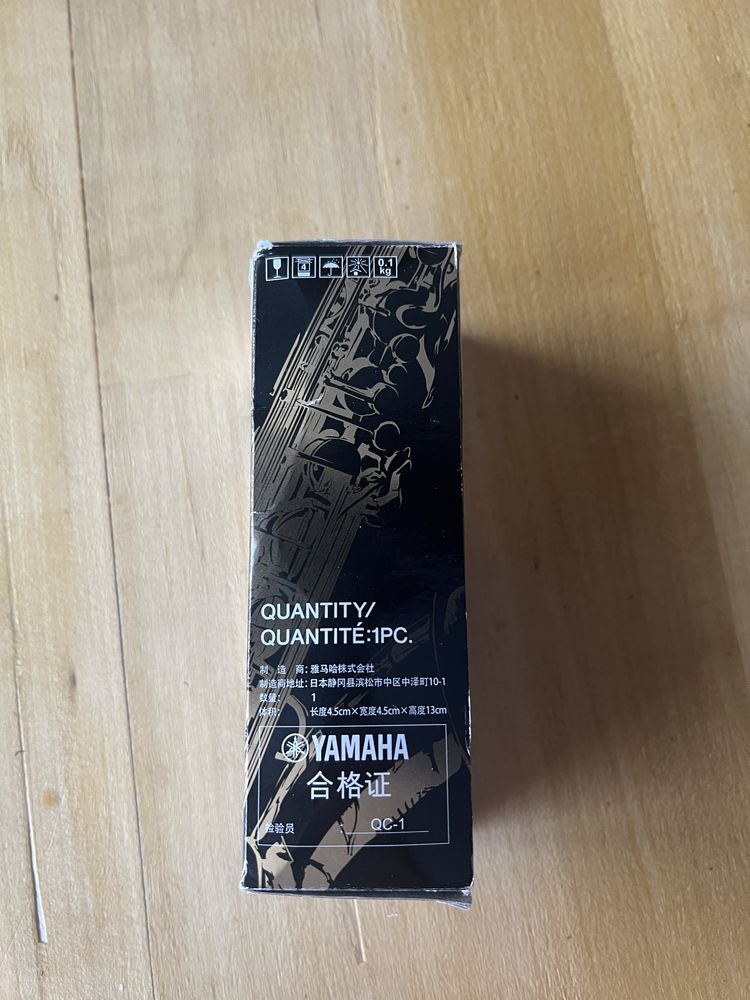 4
0.1
kg
QUANTITY/
QUANTITÉ:1PC.
制 造 商：雅马哈株式会社
制造商地址：日本静冈县滨松市中区中泽町10-1
数量： 1
体积： 长度4.5cm×宽度4.5cm×高度13cm
YAMAHA
合格证
检验员 QC-1